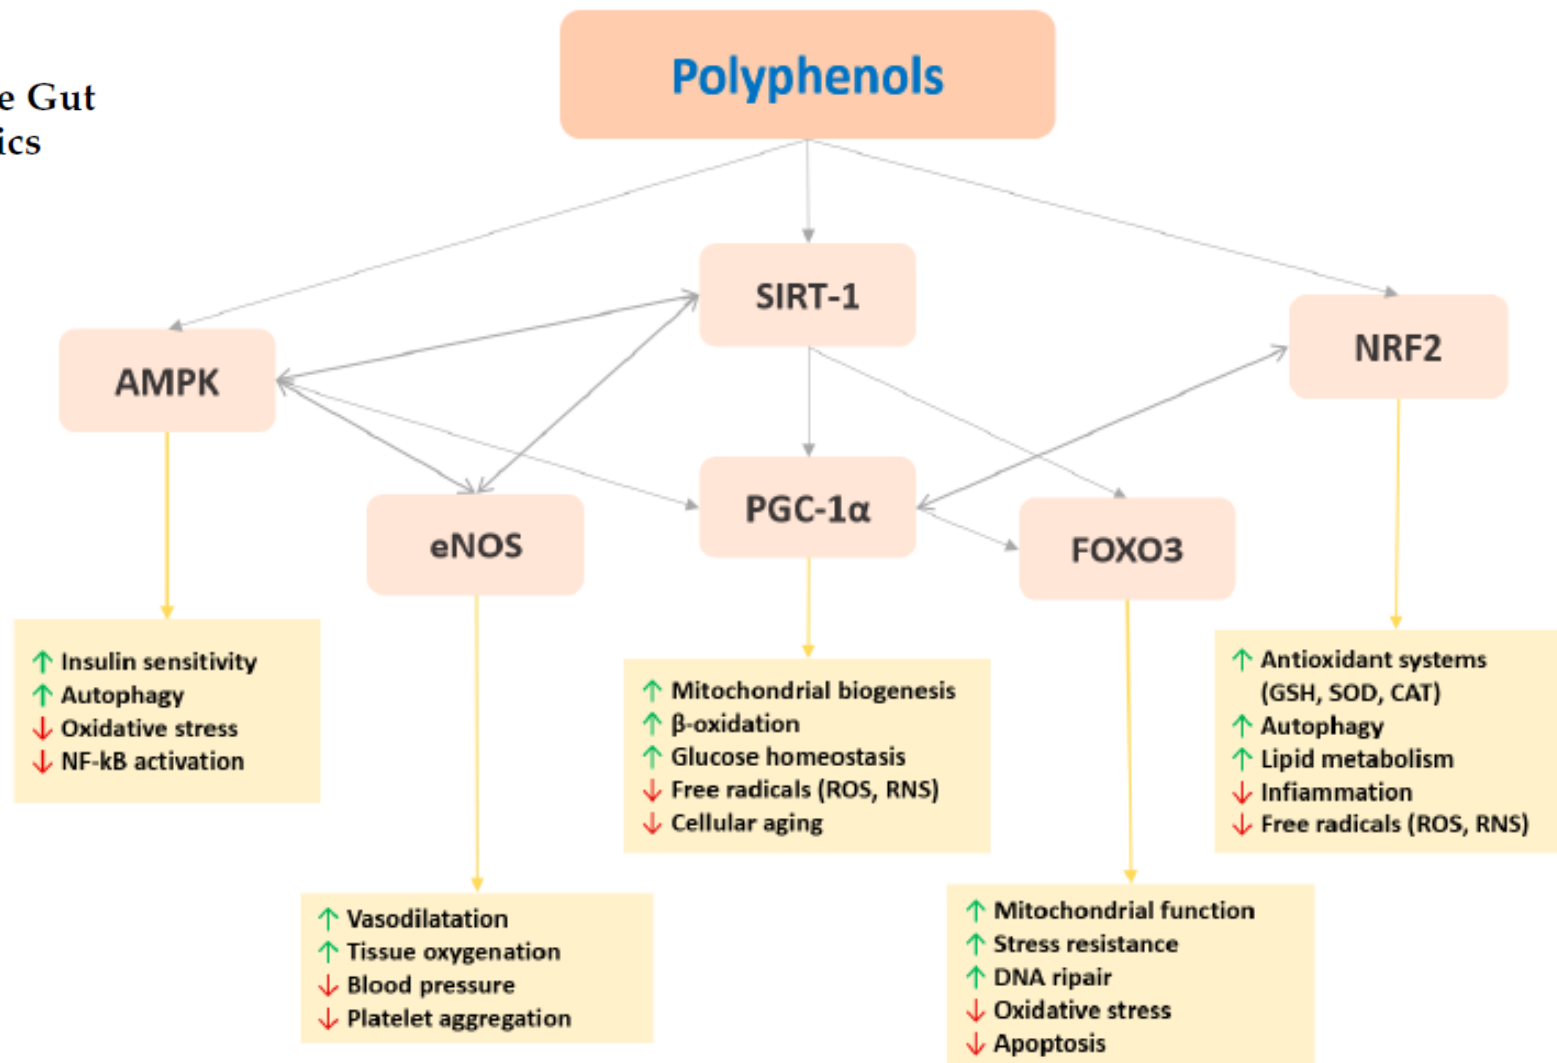 e Gut
ics
Polyphenols
SIRT-1
NRF2
AMPK
PGC-1α
eNOS
FOXO3
↑ Insulin sensitivity
↑ Autophagy
↓ Oxidative stress
↓ NF-kB activation
↑ Mitochondrial biogenesis
↑ β-oxidation
↑ Glucose homeostasis
↓ Free radicals (ROS, RNS)
↓ Cellular aging
↑ Antioxidant systems
(GSH, SOD, CAT)
↑ Autophagy
↑ Lipid metabolism
↓ Infiammation
↓ Free radicals (ROS, RNS)
↑ Vasodilatation
↑ Tissue oxygenation
↓ Blood pressure
↓ Platelet aggregation
↑ Mitochondrial function
↑ Stress resistance
↑ DNA ripair
↓ Oxidative stress
↓ Apoptosis